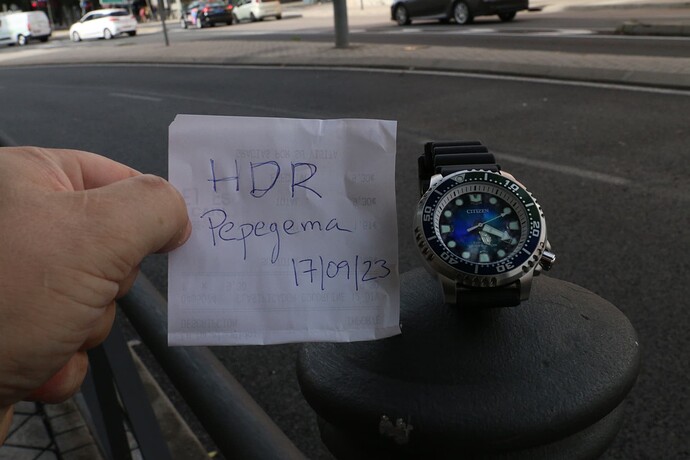 HDR
Pepegema
17/09/23
CITIZEN